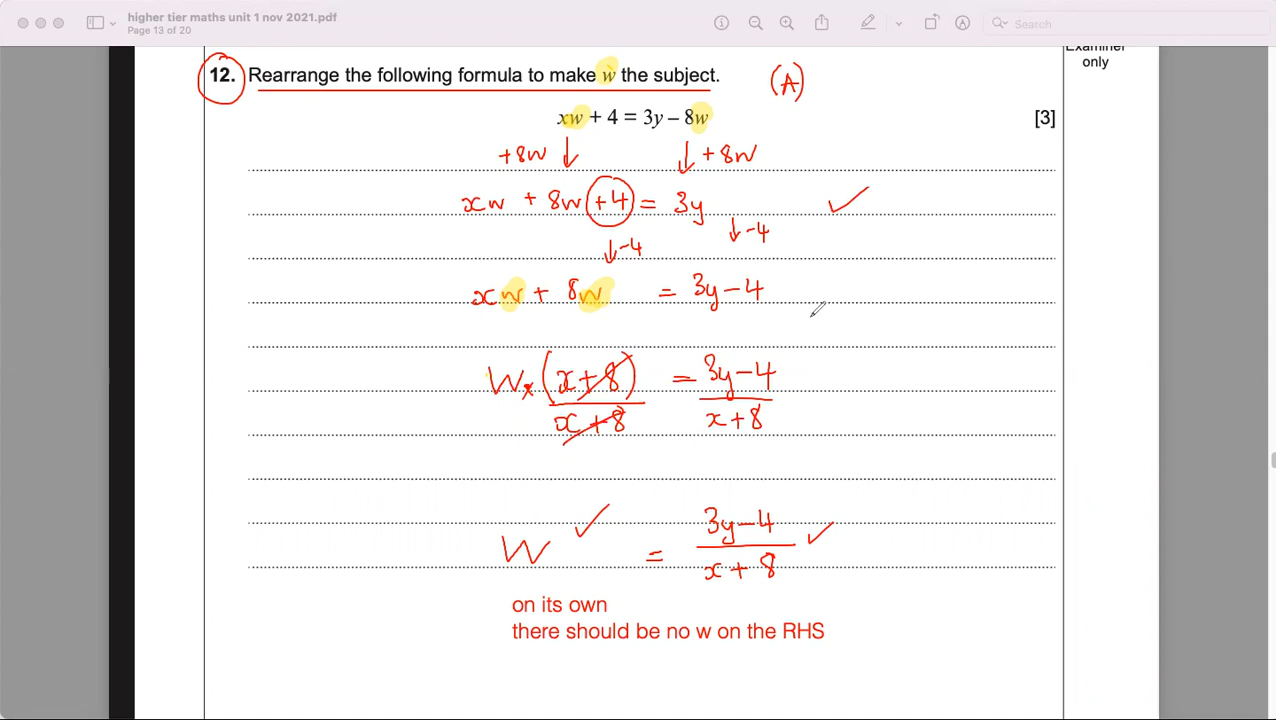 higher tier maths unit 1 nov 2021.pdf
Page 13 of 20
Search
Examiner
only
12. Rearrange the following formula to make w the subject. (A)
xw + 4 = 3y – 8w [3]
+8w ↓ ↓ +8w
xw + 8w +4 = 3y ✓
↓ -4 ↓ -4
xw + 8w = 3y – 4
w × (x+8) = 3y – 4
x + 8 x + 8
w ✓ = 3y – 4 ✓
x + 8
on its own
there should be no w on the RHS